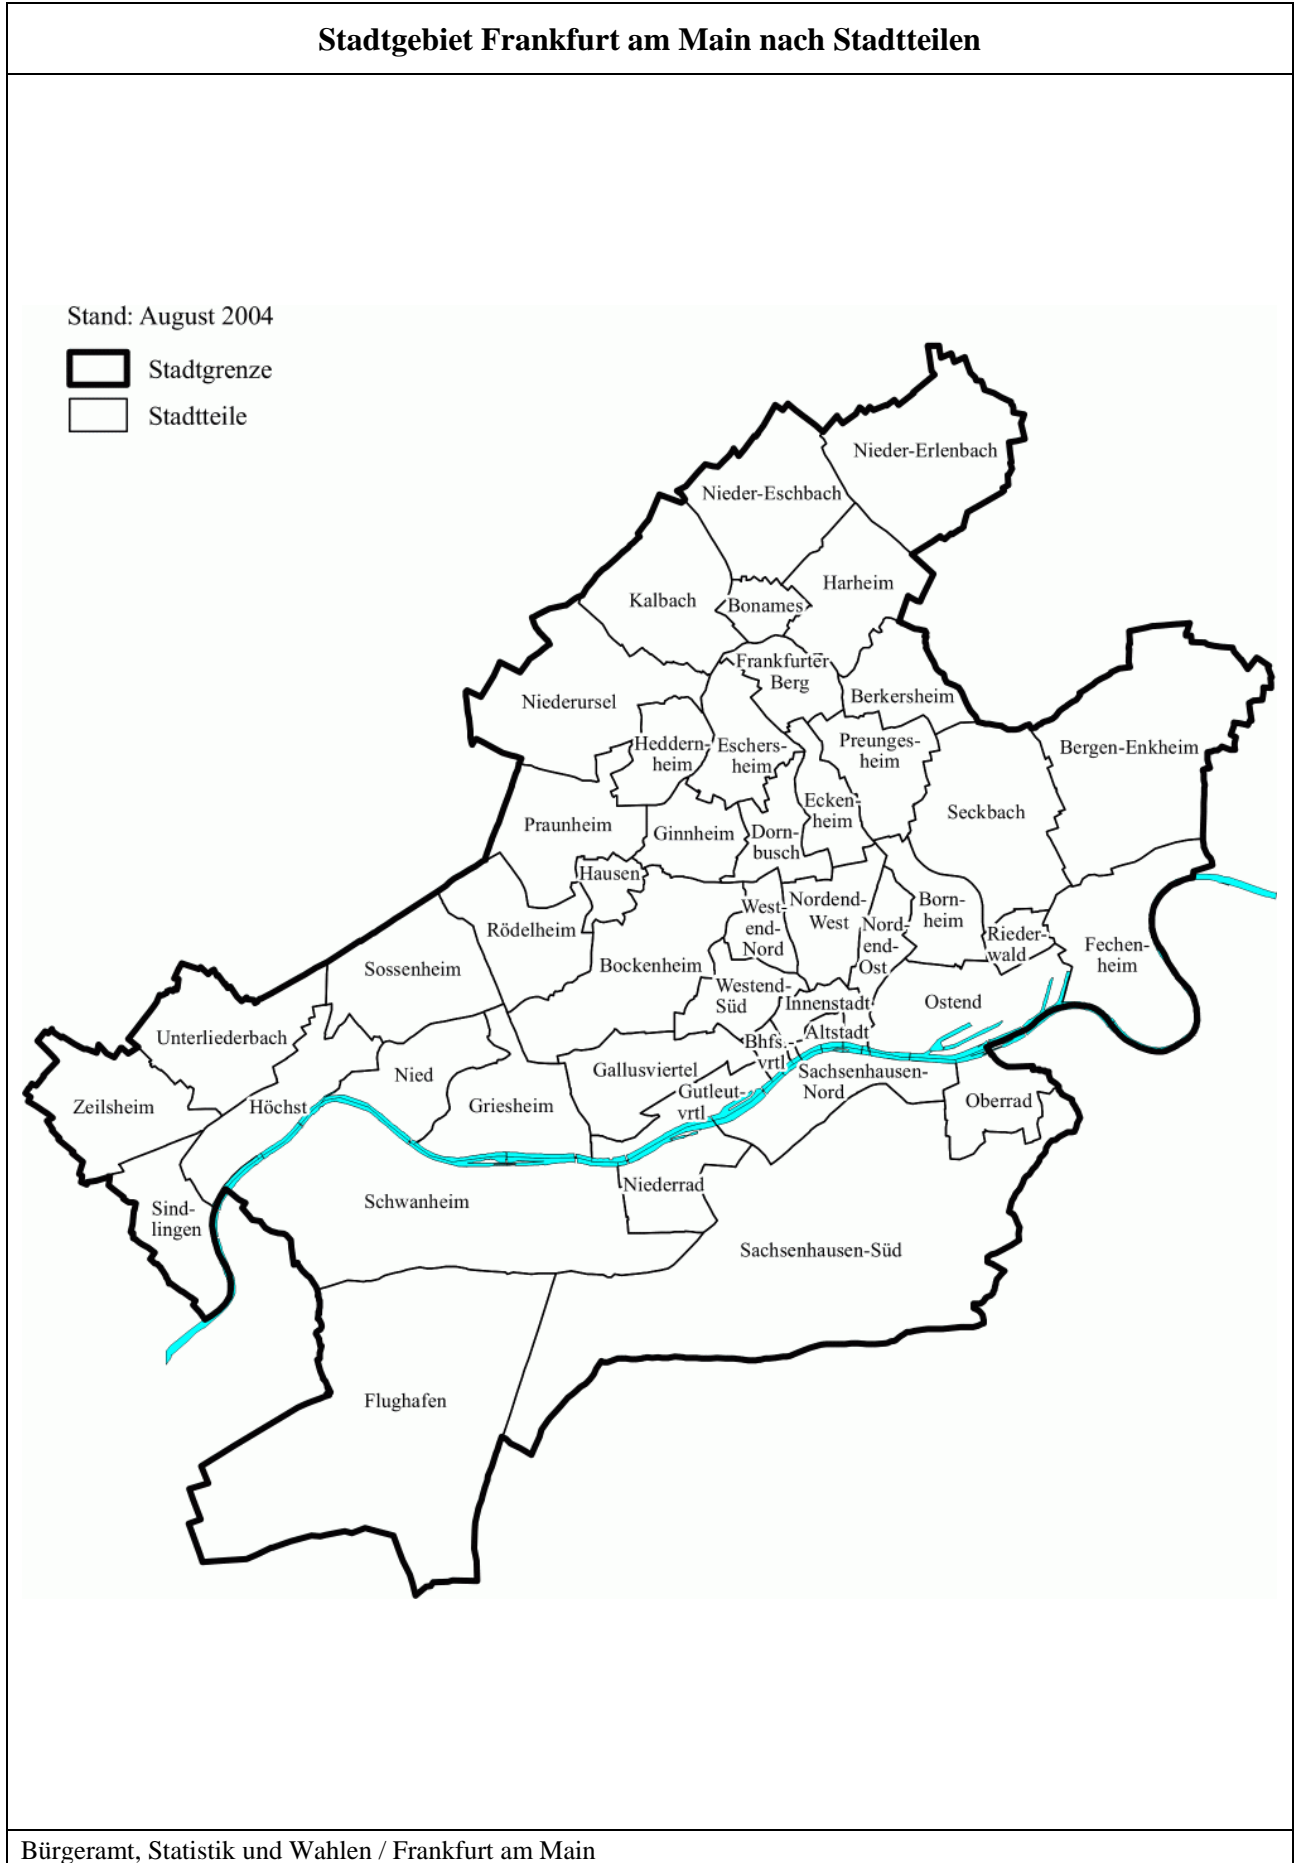 Stadtgebiet Frankfurt am Main nach Stadtteilen
Stand: August 2004
Stadtgrenze
Stadtteile
Nieder-Erlenbach
Nieder-Eschbach
Harheim
Kalbach
Bonames
Frankfurter
Berg
Berkersheim
Niederursel
Heddern-
heim
Eschers-
heim
Preunges-
heim
Bergen-Enkheim
Ecken-
heim
Seckbach
Praunheim
Ginnheim
Dorn-
busch
Hausen
West-
end-
Nord
Nordend-
West
Nord-
end-
Ost
Born-
heim
Rödelheim
Rieder-
wald
Fechen-
heim
Sossenheim
Bockenheim
Westend-
Süd
Innenstadt
Ostend
Unterliederbach
Altstadt
Bhfs.-
vrtl
Gallusviertel
Nied
Sachsenhausen-
Nord
Gutleut-
vrtl
Zeilsheim
Höchst
Griesheim
Oberrad
Niederrad
Schwanheim
Sind-
lingen
Sachsenhausen-Süd
Flughafen
Bürgeramt, Statistik und Wahlen / Frankfurt am Main